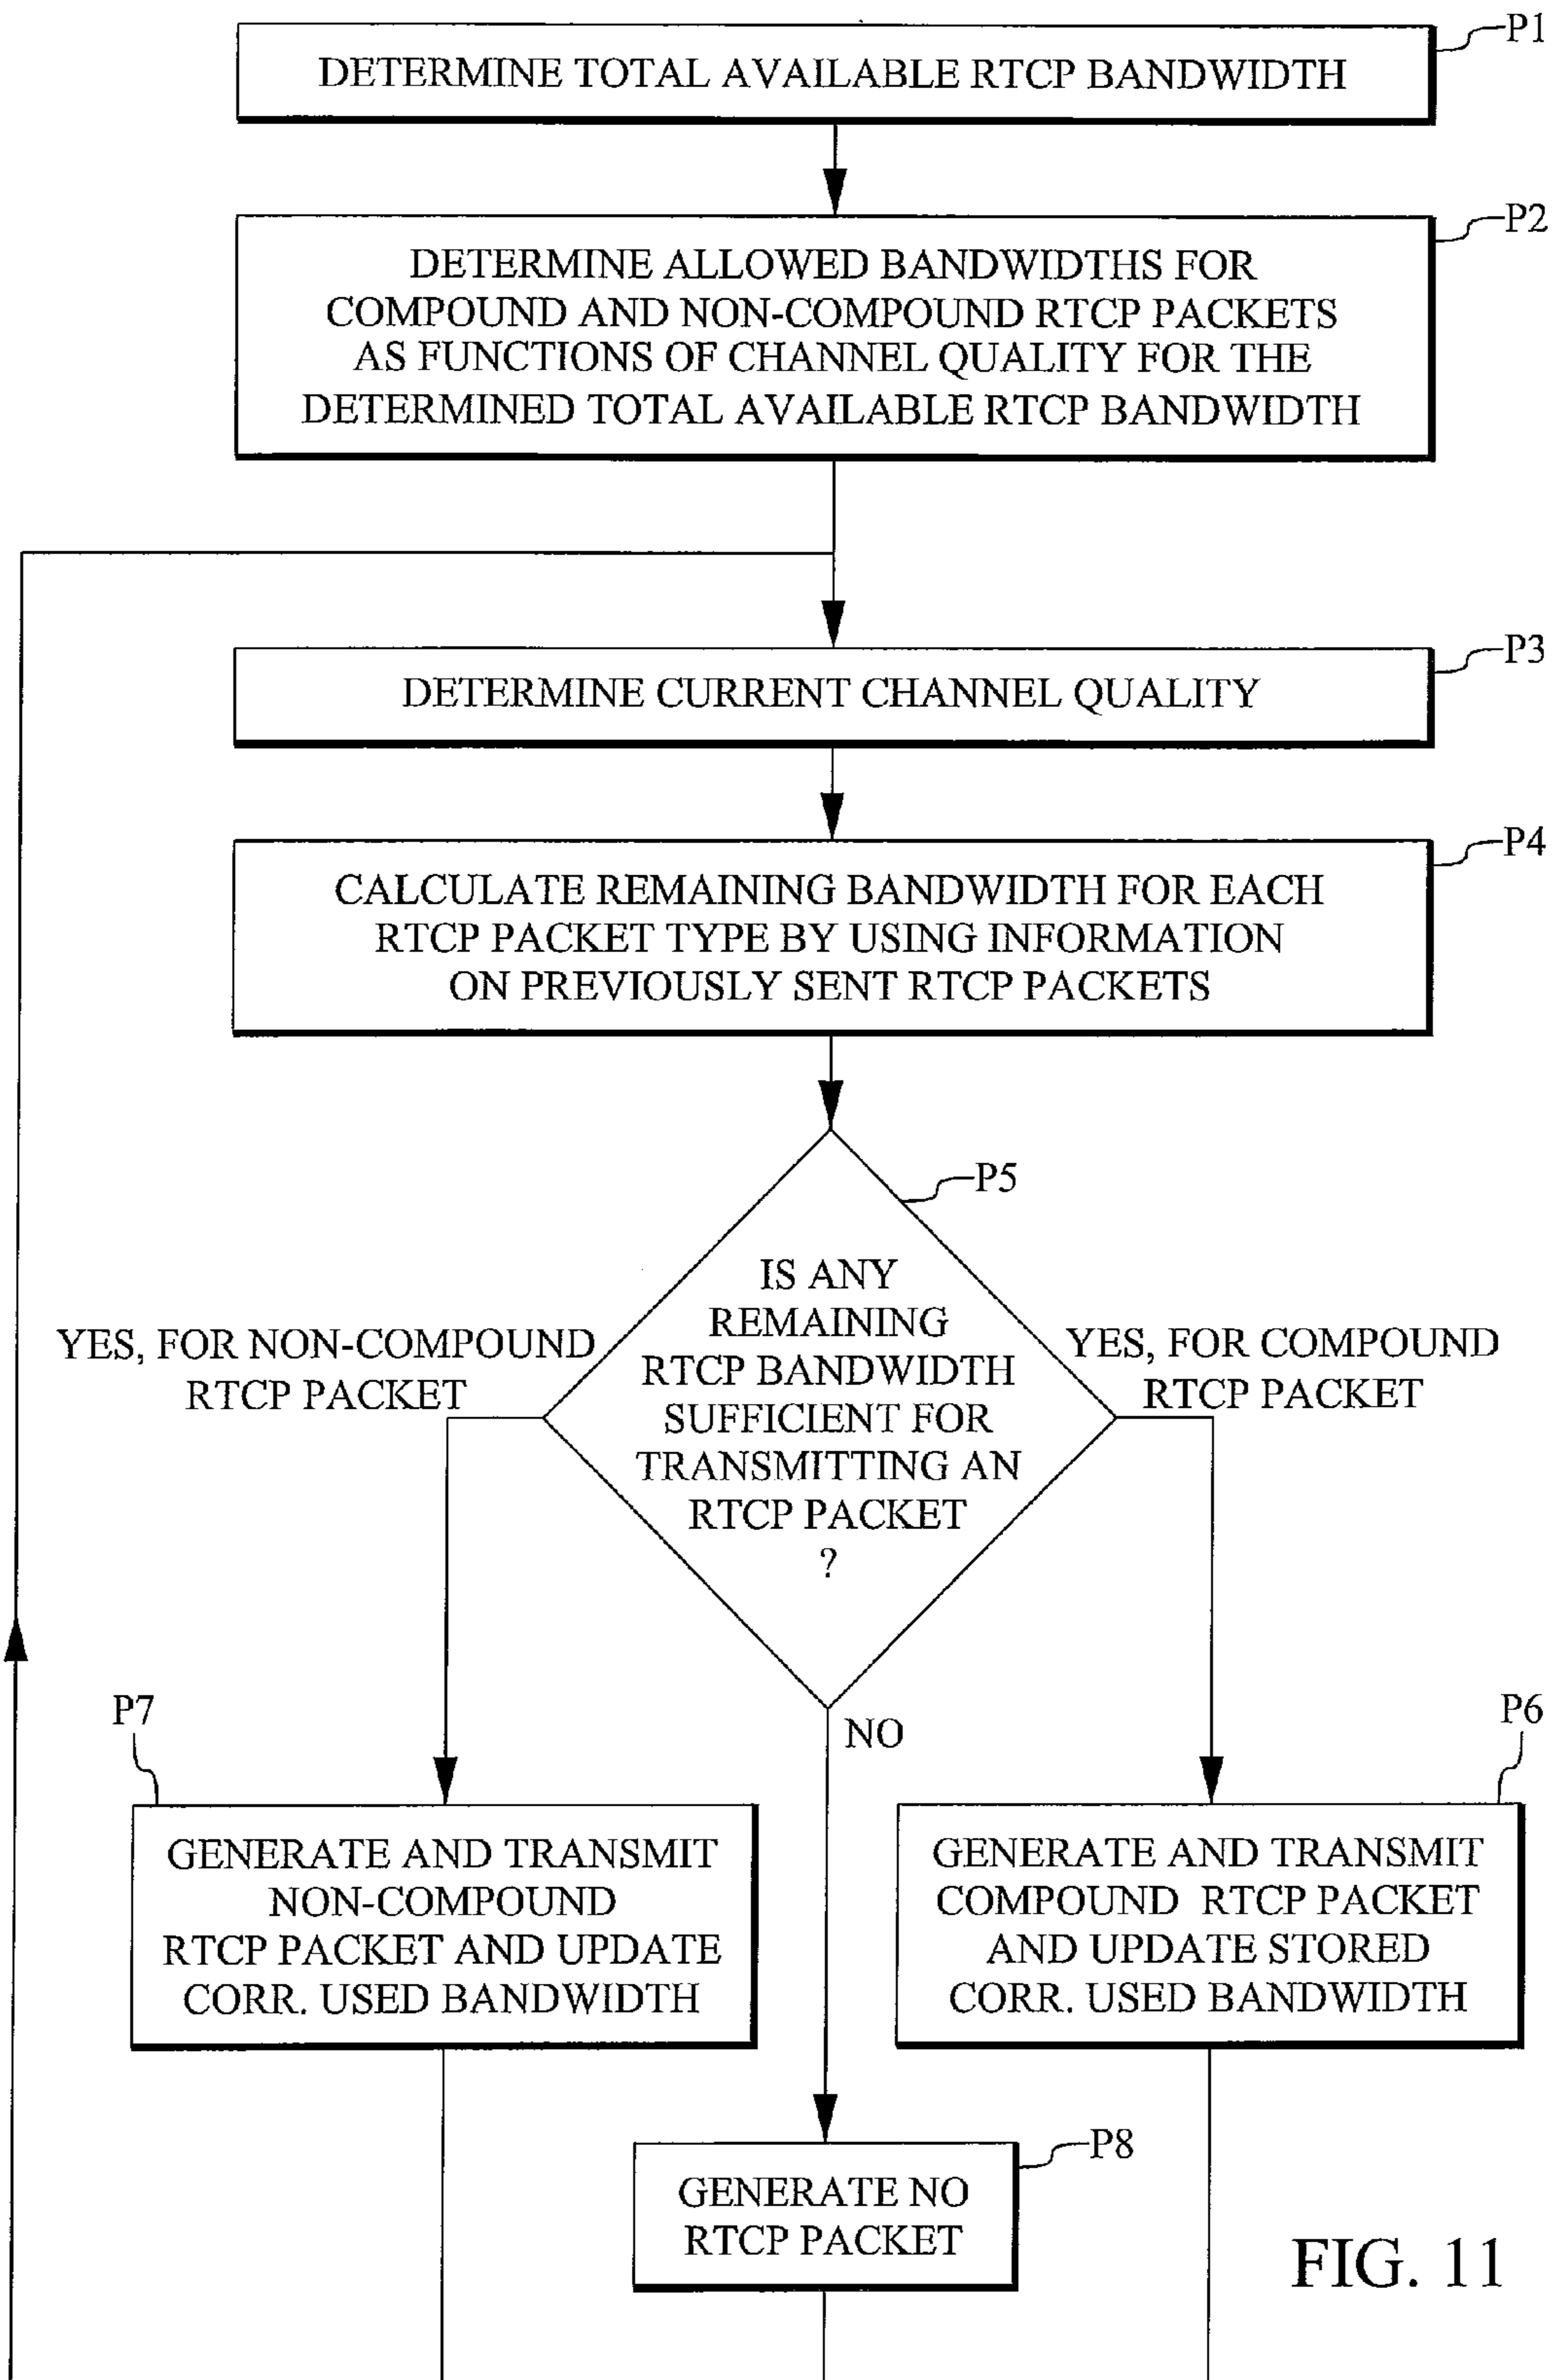 P1
DETERMINE TOTAL AVAILABLE RTCP BANDWIDTH
P2
DETERMINE ALLOWED BANDWIDTHS FOR
COMPOUND AND NON-COMPOUND RTCP PACKETS
AS FUNCTIONS OF CHANNEL QUALITY FOR THE
DETERMINED TOTAL AVAILABLE RTCP BANDWIDTH
P3
DETERMINE CURRENT CHANNEL QUALITY
P4
CALCULATE REMAINING BANDWIDTH FOR EACH
RTCP PACKET TYPE BY USING INFORMATION
ON PREVIOUSLY SENT RTCP PACKETS
P5
IS ANY
REMAINING
RTCP BANDWIDTH
SUFFICIENT FOR
TRANSMITTING AN
RTCP PACKET
?
YES, FOR NON-COMPOUND
RTCP PACKET
YES, FOR COMPOUND
RTCP PACKET
NO
P7
GENERATE AND TRANSMIT
NON-COMPOUND
RTCP PACKET AND UPDATE
CORR. USED BANDWIDTH
P6
GENERATE AND TRANSMIT
COMPOUND RTCP PACKET
AND UPDATE STORED
CORR. USED BANDWIDTH
P8
GENERATE NO
RTCP PACKET
FIG. 11